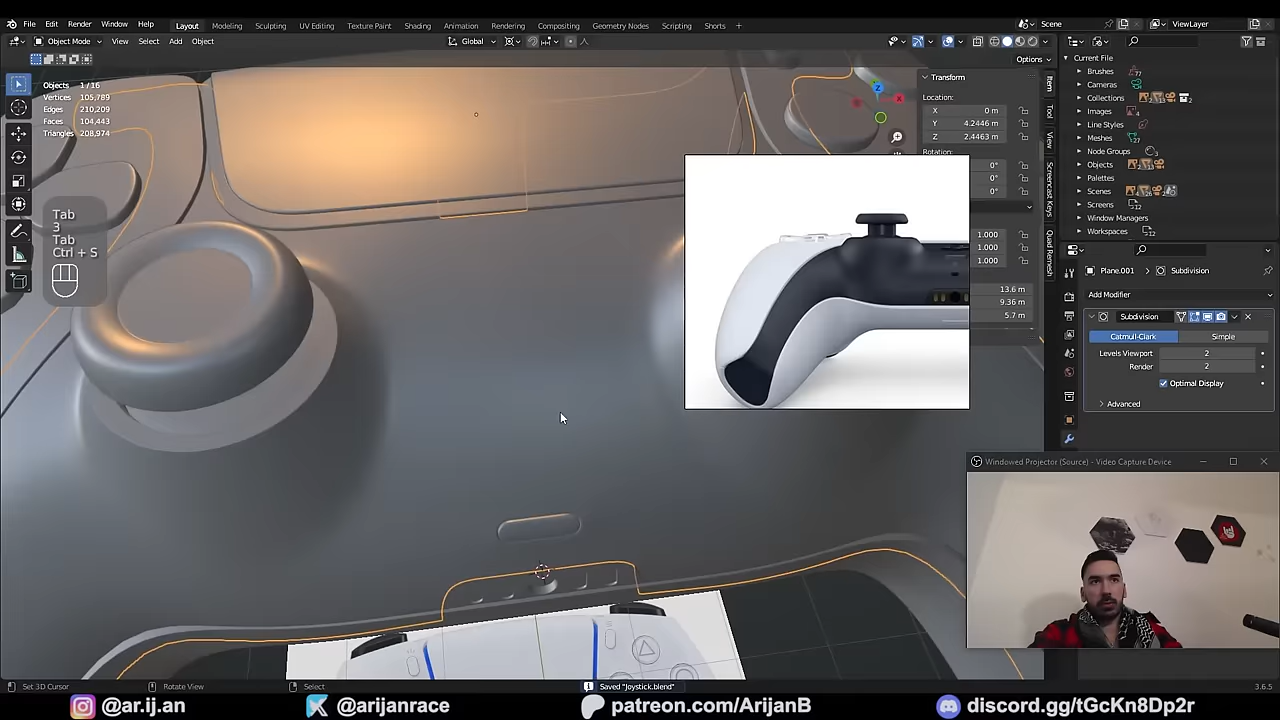 File Edit Render Window Help
Layout Modeling Sculpting UV Editing Texture Paint Shading Animation Rendering Compositing Geometry Nodes Scripting Shorts +
Scene
ViewLayer
Object Mode View Select Add Object
Global
Options
Objects 1/16
Vertices 105,789
Edges 210,209
Faces 104,443
Triangles 208,974
Tab
3
Tab
Ctrl + S
Transform
Location:
X 0 m
Y 4.2446 m
Z 2.4463 m
Rotation:
0°
0°
0°
1.000
1.000
1.000
13.6 m
9.36 m
5.7 m
Item
Tool
View
Screencast Keys
Quad Remesh
Current File
Brushes
Cameras
Collections
Images
Line Styles
Meshes
Node Groups
Objects
Palettes
Scenes
Screens
Window Managers
Workspaces
Plane.001 > Subdivision
Add Modifier
Subdivision
Catmull-Clark Simple
Levels Viewport 2
Render 2
Optimal Display
Advanced
Windowed Projector (Source) - Video Capture Device
Set 3D Cursor
Rotate View
Select
Saved "Joystick.blend"
3.6.5
@ar.ij.an
@arijanrace
patreon.com/ArijanB
discord.gg/tGcKn8Dp2r